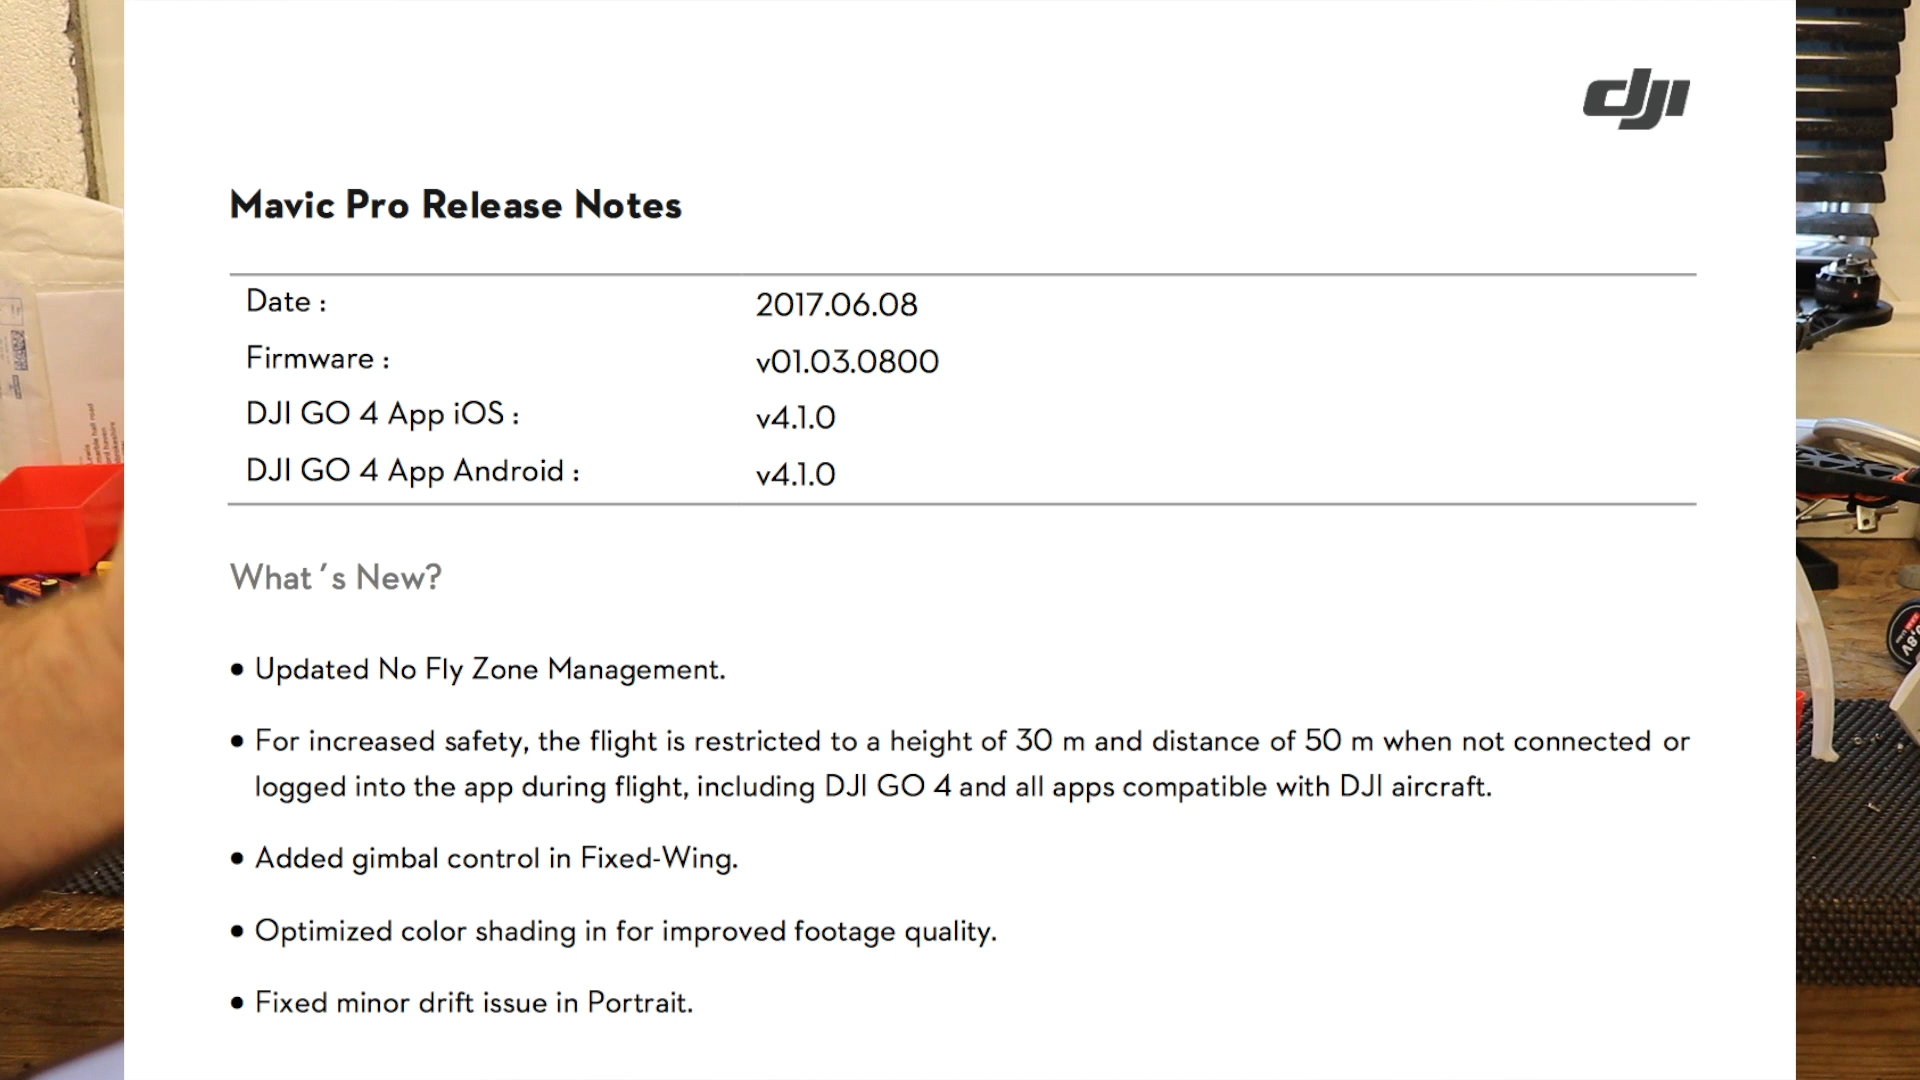 dji
Mavic Pro Release Notes
Date : 2017.06.08
Firmware : v01.03.0800
DJI GO 4 App iOS : v4.1.0
DJI GO 4 App Android : v4.1.0
What ′s New?
● Updated No Fly Zone Management.
● For increased safety, the flight is restricted to a height of 30 m and distance of 50 m when not connected or
logged into the app during flight, including DJI GO 4 and all apps compatible with DJI aircraft.
● Added gimbal control in Fixed-Wing.
● Optimized color shading in for improved footage quality.
● Fixed minor drift issue in Portrait.